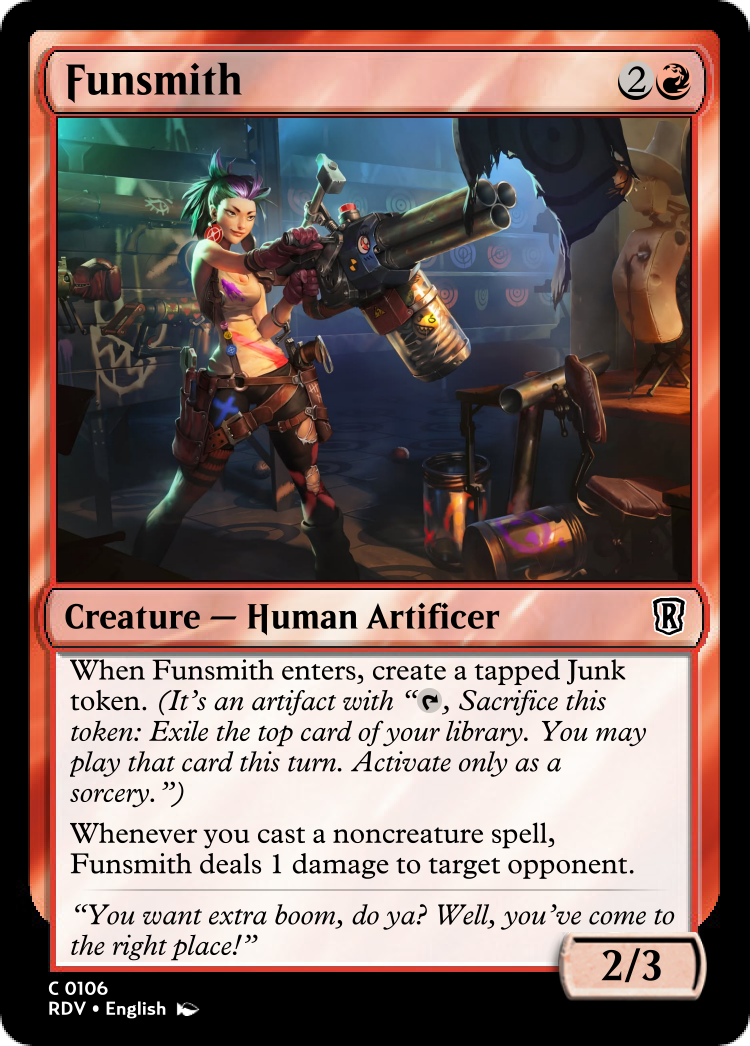 Funsmith 2
Creature — Human Artificer R
When Funsmith enters, create a tapped Junk
token. (It's an artifact with “, Sacrifice this
token: Exile the top card of your library. You may
play that card this turn. Activate only as a
sorcery.”)
Whenever you cast a noncreature spell,
Funsmith deals 1 damage to target opponent.
“You want extra boom, do ya? Well, you've come to
the right place!”
2/3
C 0106
RDV • English